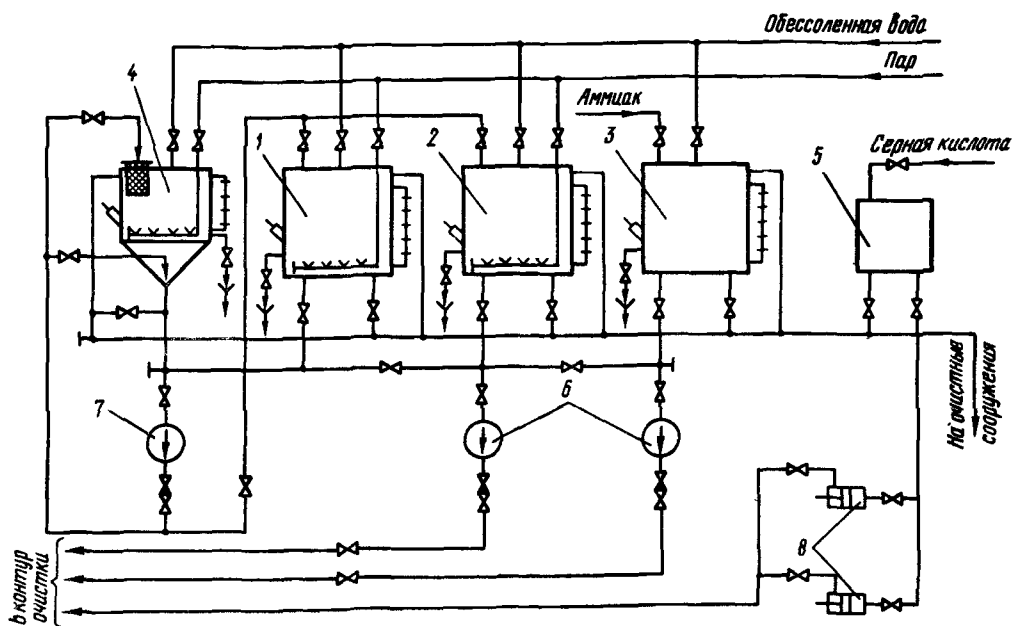 Обессоленная вода
Пар
Аммиак
Серная кислота
4
1
2
3
5
7
6
8
На очистные
сооружения
В контур
очистки